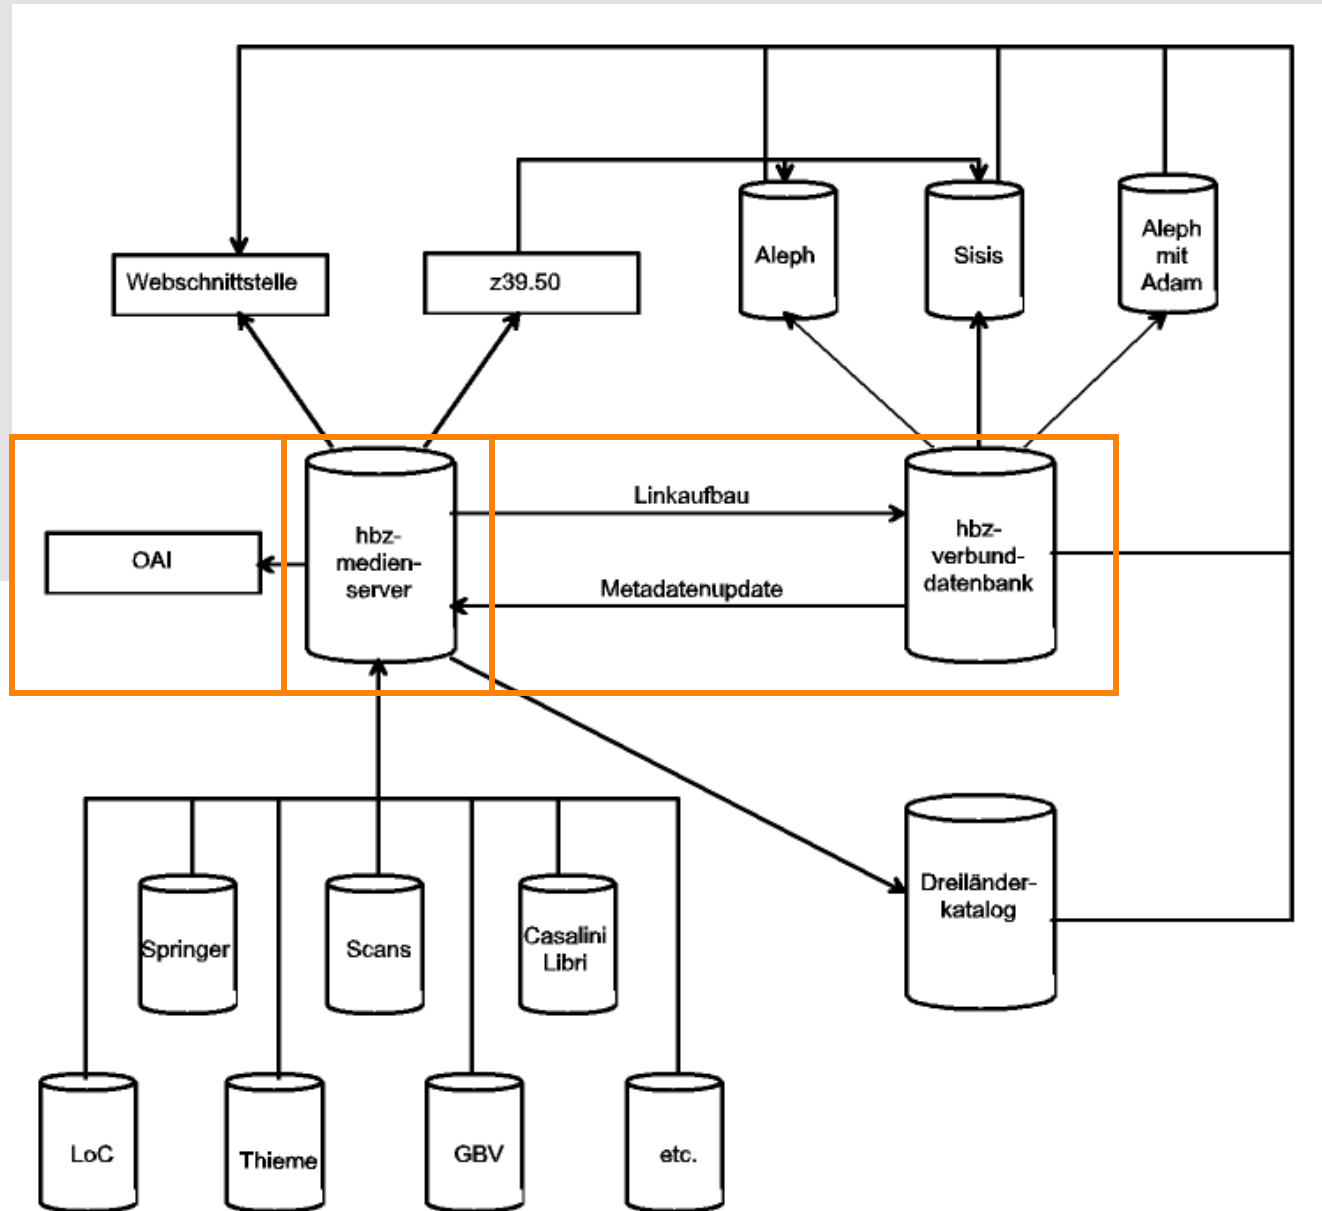 Webschnittstelle
z39.50
Aleph
Sisis
Aleph
mit
Adam
OAI
hbz-
medien-
server
Linkaufbau
Metadatenupdate
hbz-
verbund-
datenbank
Dreiländer-
katalog
Springer
Scans
Casalini
Libri
LoC
Thieme
GBV
etc.